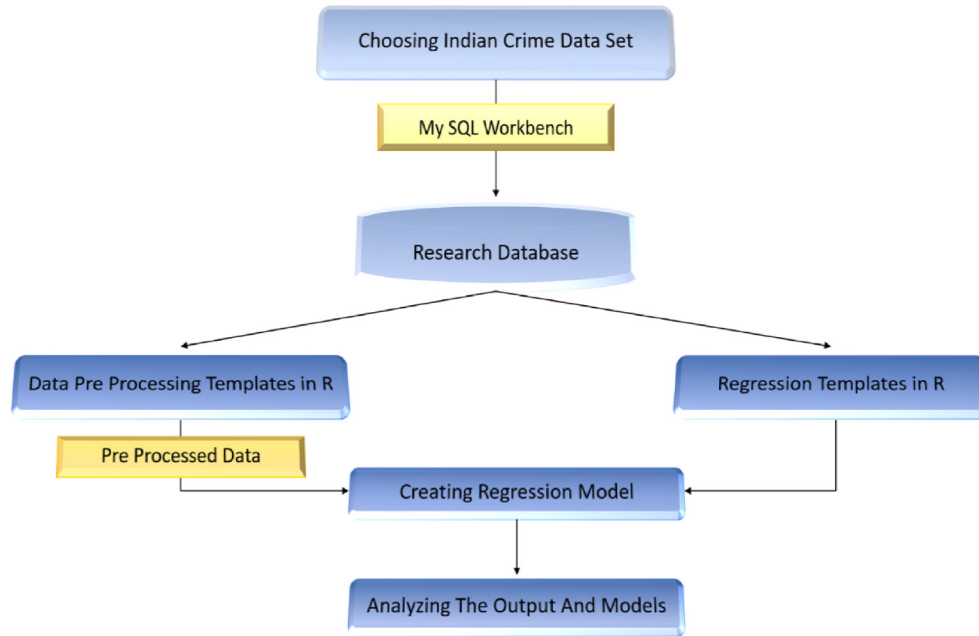 Choosing Indian Crime Data Set
My SQL Workbench
Research Database
Data Pre Processing Templates in R
Regression Templates in R
Pre Processed Data
Creating Regression Model
Analyzing The Output And Models